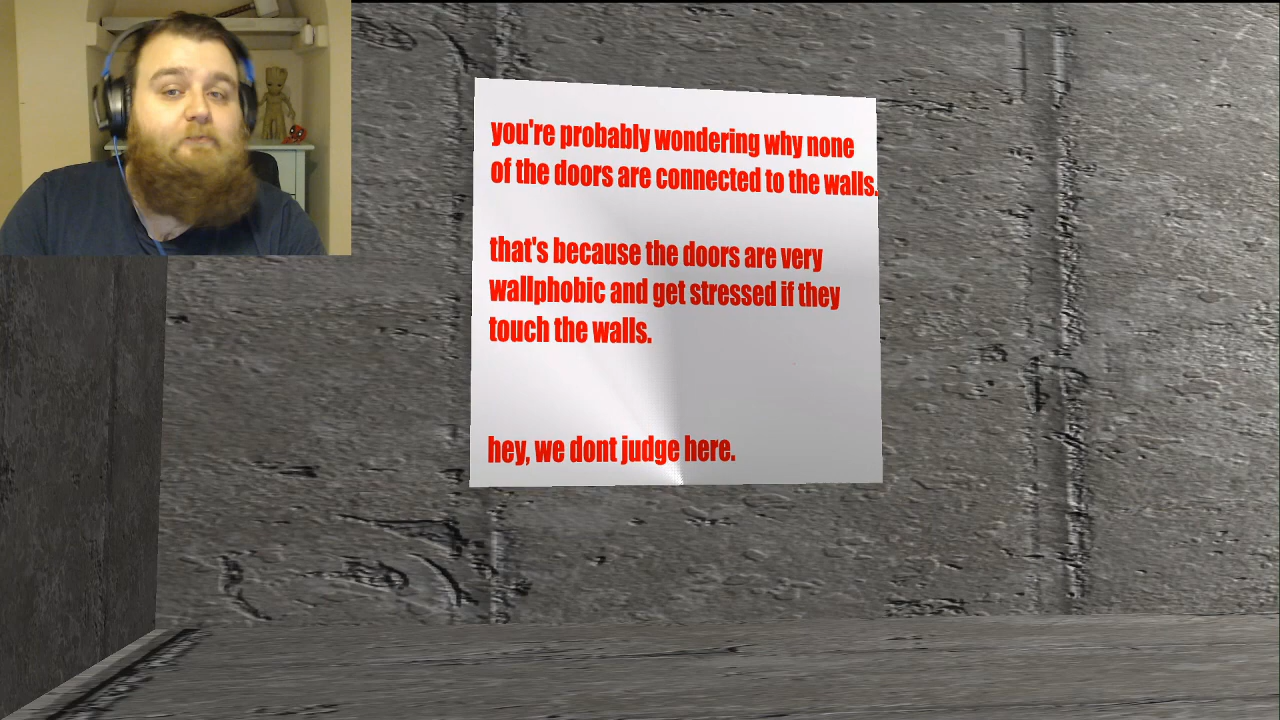 you're probably wondering why none
of the doors are connected to the walls.
that's because the doors are very
wallphobic and get stressed if they
touch the walls.
hey, we dont judge here.